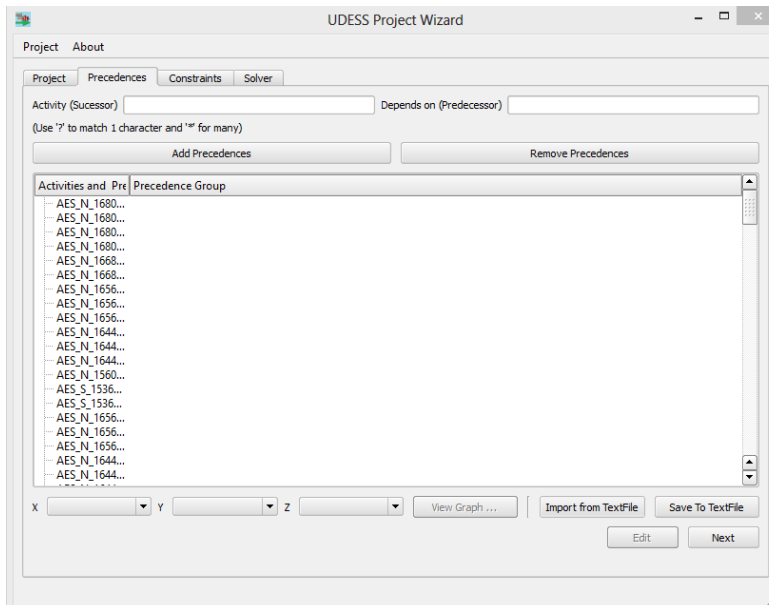 UDESS Project Wizard
Project About
Project Precedences Constraints Solver
Activity (Sucessor) Depends on (Predecessor)
(Use '?' to match 1 character and '*' for many)
Add Precedences Remove Precedences
Activities and Pre Precedence Group
AES_N_1680...
AES_N_1680...
AES_N_1680...
AES_N_1680...
AES_N_1668...
AES_N_1668...
AES_N_1656...
AES_N_1656...
AES_N_1656...
AES_N_1644...
AES_N_1644...
AES_N_1644...
AES_N_1560...
AES_S_1536...
AES_S_1536...
AES_N_1656...
AES_N_1656...
AES_N_1656...
AES_N_1644...
AES_N_1644...
X Y Z View Graph ... Import from TextFile Save To TextFile
Edit Next